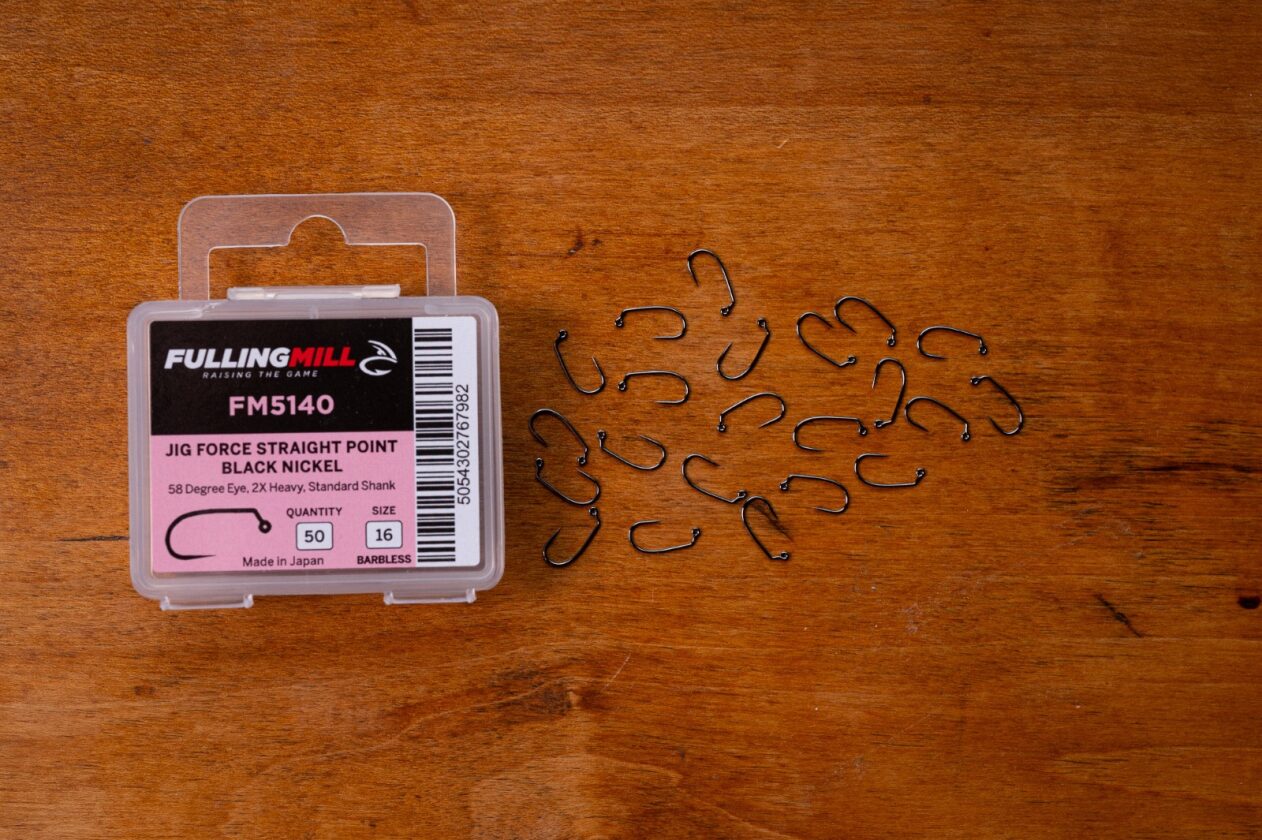 FULLINGMILL
RAISING THE GAME
FM5140
JIG FORCE STRAIGHT POINT
BLACK NICKEL
58 Degree Eye, 2X Heavy, Standard Shank
QUANTITY
50
SIZE
16
Made in Japan
BARBLESS
5054302767982